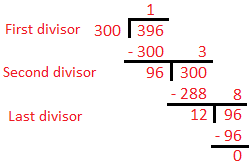 1
First divisor 300 396
- 300 3
Second divisor 96 300
- 288 8
Last divisor 12 96
- 96
0